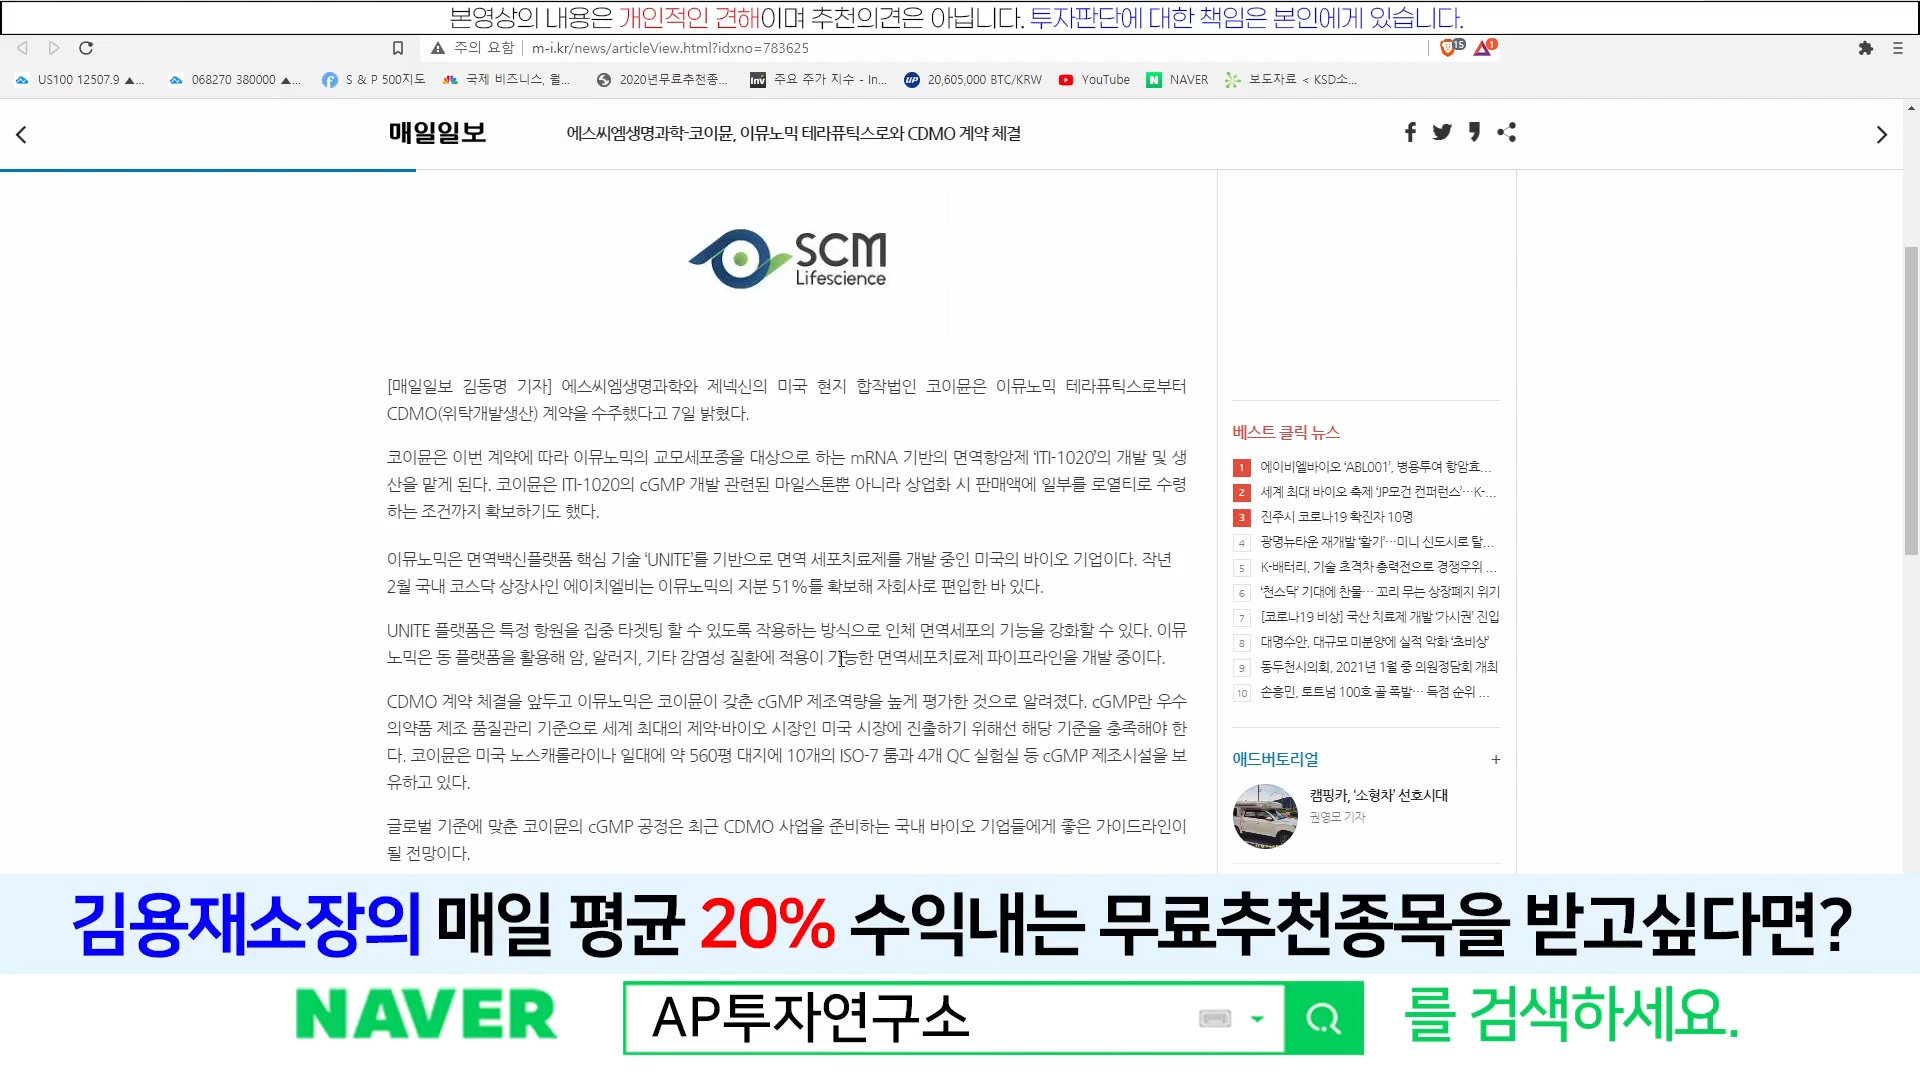 본영상의 내용은 개인적인 견해이며 추천의견은 아닙니다. 투자판단에 대한 책임은 본인에게 있습니다.
주의 요함 m-i.kr/news/articleView.html?idxno=783625 15 1
US100 12507.9 ▲... 068270 380000 ▲... S & P 500지도 국제 비즈니스, 월... 2020년무료추천종... Inv 주요 주가 지수 - In... UP 20,605,000 BTC/KRW YouTube N NAVER 보도자료 < KSD소...
매일일보 에스씨엠생명과학-코이뮨, 이뮤노믹 테라퓨틱스로와 CDMO 계약 체결
SCM
Lifescience
[매일일보 김동명 기자] 에스씨엠생명과학와 제넥신의 미국 현지 합작법인 코이뮨은 이뮤노믹 테라퓨틱스로부터
CDMO(위탁개발생산) 계약을 수주했다고 7일 밝혔다.
코이뮨은 이번 계약에 따라 이뮤노믹의 교모세포종을 대상으로 하는 mRNA 기반의 면역항암제 ‘ITI-1020’의 개발 및 생
산을 맡게 된다. 코이뮨은 ITI-1020의 cGMP 개발 관련된 마일스톤뿐 아니라 상업화 시 판매액에 일부를 로열티로 수령
하는 조건까지 확보하기도 했다.
이뮤노믹은 면역백신플랫폼 핵심 기술 ‘UNITE’를 기반으로 면역 세포치료제를 개발 중인 미국의 바이오 기업이다. 작년
2월 국내 코스닥 상장사인 에이치엘비는 이뮤노믹의 지분 51%를 확보해 자회사로 편입한 바 있다.
UNITE 플랫폼은 특정 항원을 집중 타겟팅 할 수 있도록 작용하는 방식으로 인체 면역세포의 기능을 강화할 수 있다. 이뮤
노믹은 동 플랫폼을 활용해 암, 알러지, 기타 감염성 질환에 적용이 가능한 면역세포치료제 파이프라인을 개발 중이다.
CDMO 계약 체결을 앞두고 이뮤노믹은 코이뮨이 갖춘 cGMP 제조역량을 높게 평가한 것으로 알려졌다. cGMP란 우수
의약품 제조 품질관리 기준으로 세계 최대의 제약·바이오 시장인 미국 시장에 진출하기 위해선 해당 기준을 충족해야 한
다. 코이뮨은 미국 노스캐롤라이나 일대에 약 560평 대지에 10개의 ISO-7 룸과 4개 QC 실험실 등 cGMP 제조시설을 보
유하고 있다.
글로벌 기준에 맞춘 코이뮨의 cGMP 공정은 최근 CDMO 사업을 준비하는 국내 바이오 기업들에게 좋은 가이드라인이
될 전망이다.
베스트 클릭 뉴스
1 에이비엘바이오 ‘ABL001’, 병용투여 항암효...
2 세계 최대 바이오 축제 ‘JP모건 컨퍼런스’…K-...
3 진주시 코로나19 확진자 10명
4 광명뉴타운 재개발 ‘활기’…미니 신도시로 탈...
5 K-배터리, 기술 초격차 총력전으로 경쟁우위 ...
6 ‘천스닥’ 기대에 찬물… 꼬리 무는 상장폐지 위기
7 [코로나19 비상] 국산 치료제 개발 ‘가시권’ 진입
8 대명수안, 대규모 미분양에 실적 악화 ‘초비상’
9 동두천시의회, 2021년 1월 중 의원정담회 개최
10 손흥민, 토트넘 100호 골 폭발… 득점 순위 ...
애드버토리얼 +
캠핑카, ‘소형차’ 선호시대
권영모 기자
김용재소장의 매일 평균 20% 수익내는 무료추천종목을 받고싶다면?
NAVER AP투자연구소 를 검색하세요.